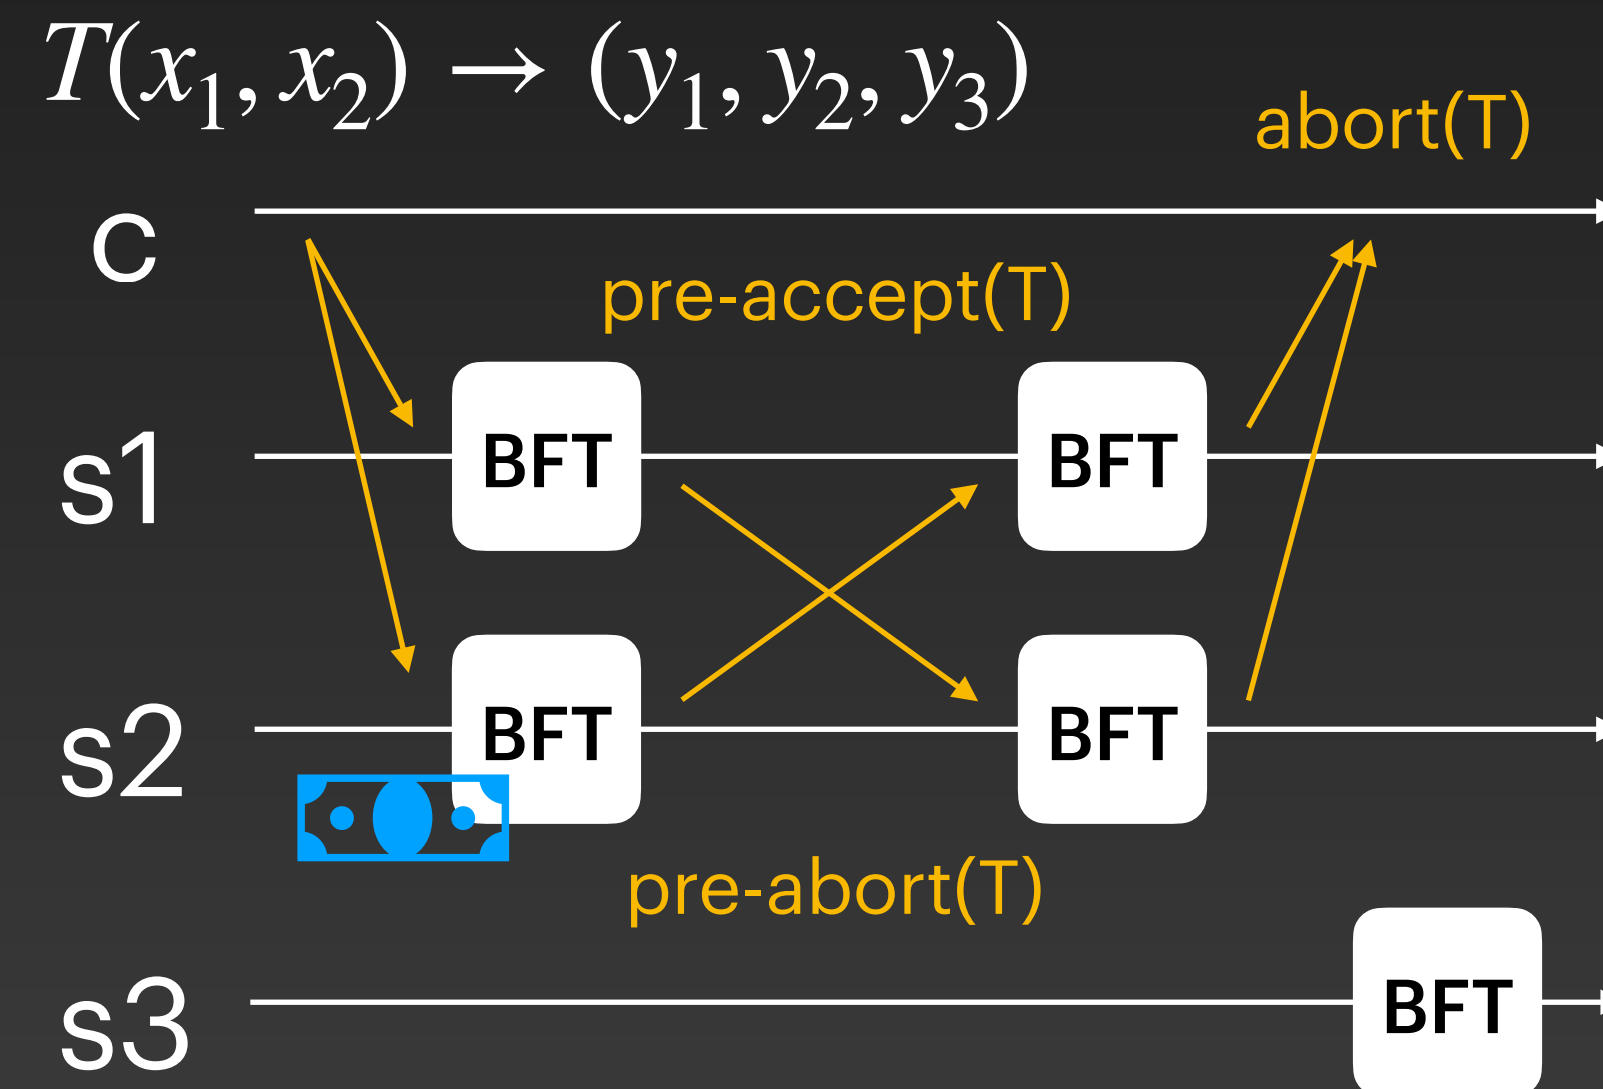 T(x₁, x₂) → (y₁, y₂, y₃)
abort(T)
c
pre-accept(T)
s1 BFT BFT
s2 BFT BFT
pre-abort(T)
s3 BFT